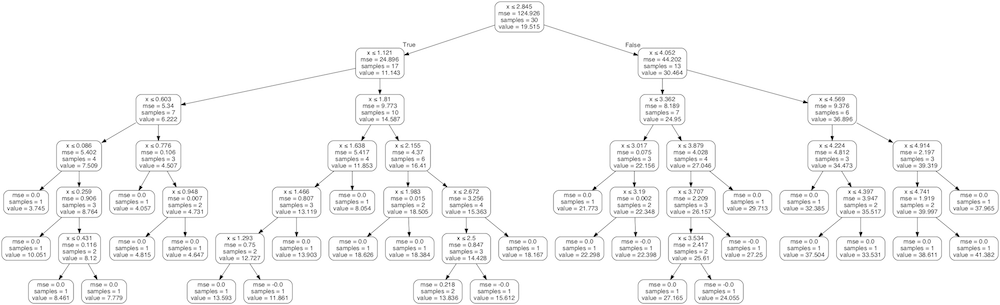 x ≤ 2.845
mse = 124.926
samples = 30
value = 19.515
True
False
x ≤ 1.121
mse = 24.896
samples = 17
value = 11.143
x ≤ 4.052
mse = 44.202
samples = 13
value = 30.464
x ≤ 0.603
mse = 5.34
samples = 7
value = 6.222
x ≤ 1.81
mse = 9.773
samples = 10
value = 14.587
x ≤ 3.362
mse = 8.189
samples = 7
value = 24.95
x ≤ 4.569
mse = 9.376
samples = 6
value = 36.896
x ≤ 0.086
mse = 5.402
samples = 4
value = 7.509
x ≤ 0.776
mse = 0.106
samples = 3
value = 4.507
x ≤ 1.638
mse = 5.417
samples = 4
value = 11.853
x ≤ 2.155
mse = 4.37
samples = 6
value = 16.41
x ≤ 3.017
mse = 0.075
samples = 3
value = 22.156
x ≤ 3.879
mse = 4.028
samples = 4
value = 27.046
x ≤ 4.224
mse = 4.812
samples = 3
value = 34.473
x ≤ 4.914
mse = 2.197
samples = 3
value = 39.319
mse = 0.0
samples = 1
value = 3.745
x ≤ 0.259
mse = 0.906
samples = 3
value = 8.764
mse = 0.0
samples = 1
value = 4.057
x ≤ 0.948
mse = 0.007
samples = 2
value = 4.731
x ≤ 1.466
mse = 0.807
samples = 3
value = 13.119
mse = 0.0
samples = 1
value = 8.054
x ≤ 1.983
mse = 0.015
samples = 2
value = 18.505
x ≤ 2.672
mse = 3.256
samples = 4
value = 15.363
mse = 0.0
samples = 1
value = 21.773
x ≤ 3.19
mse = 0.002
samples = 2
value = 22.348
x ≤ 3.707
mse = 2.209
samples = 3
value = 26.157
mse = 0.0
samples = 1
value = 29.713
mse = 0.0
samples = 1
value = 32.385
x ≤ 4.397
mse = 3.947
samples = 2
value = 35.517
x ≤ 4.741
mse = 1.919
samples = 2
value = 39.997
mse = 0.0
samples = 1
value = 37.965
mse = 0.0
samples = 1
value = 10.051
x ≤ 0.431
mse = 0.116
samples = 2
value = 8.12
mse = 0.0
samples = 1
value = 4.815
mse = 0.0
samples = 1
value = 4.647
x ≤ 1.293
mse = 0.75
samples = 2
value = 12.727
mse = 0.0
samples = 1
value = 13.903
mse = 0.0
samples = 1
value = 18.626
mse = 0.0
samples = 1
value = 18.384
x ≤ 2.5
mse = 0.847
samples = 3
value = 14.428
mse = 0.0
samples = 1
value = 18.167
mse = 0.0
samples = 1
value = 22.298
mse = -0.0
samples = 1
value = 22.398
x ≤ 3.534
mse = 2.417
samples = 2
value = 25.61
mse = -0.0
samples = 1
value = 27.25
mse = 0.0
samples = 1
value = 37.504
mse = 0.0
samples = 1
value = 33.531
mse = 0.0
samples = 1
value = 38.611
mse = 0.0
samples = 1
value = 41.382
mse = 0.0
samples = 1
value = 8.461
mse = 0.0
samples = 1
value = 7.779
mse = 0.0
samples = 1
value = 13.593
mse = -0.0
samples = 1
value = 11.861
mse = 0.218
samples = 2
value = 13.836
mse = -0.0
samples = 1
value = 15.612
mse = 0.0
samples = 1
value = 27.165
mse = -0.0
samples = 1
value = 24.055